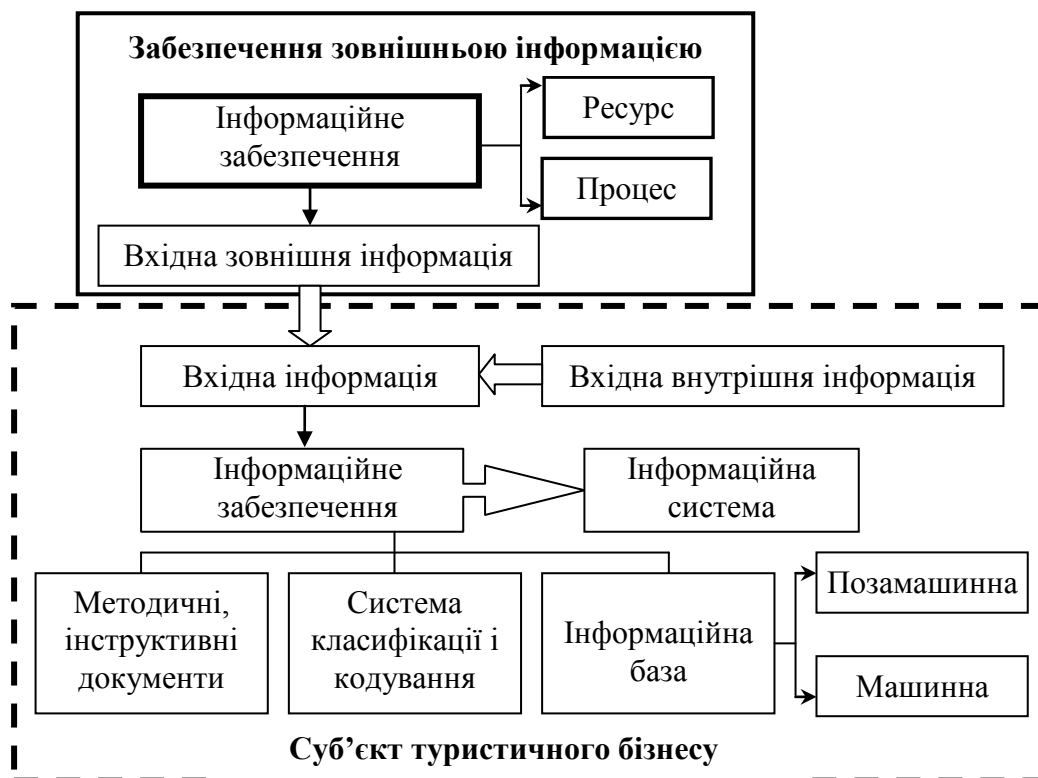 Забезпечення зовнішньою інформацією
Інформаційне
забезпечення
Ресурс
Процес
Вхідна зовнішня інформація
Вхідна інформація
Вхідна внутрішня інформація
Інформаційне
забезпечення
Інформаційна
система
Методичні,
інструктивні
документи
Система
класифікації і
кодування
Інформаційна
база
Позамашинна
Машинна
Суб’єкт туристичного бізнесу